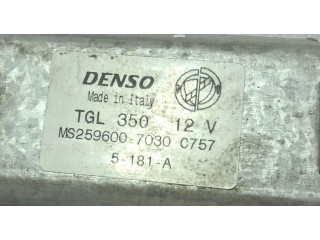 DENSO
Made in Italy
TGL 350 12 V
MS259600-7030 C757
5-181-A